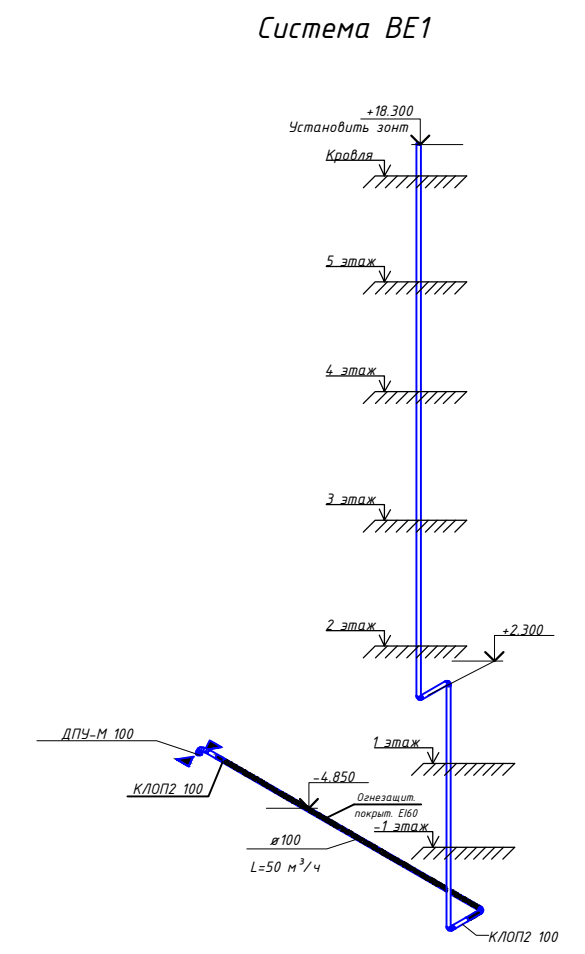 Система ВЕ1
+18.300
Установить зонт
Кровля
5 этаж
4 этаж
3 этаж
2 этаж
+2.300
ДПУ-М 100
1 этаж
КЛОП2 100
-4.850
Огнезащит.
покрыт. EI60
-1 этаж
ø100
L=50 м³/ч
КЛОП2 100